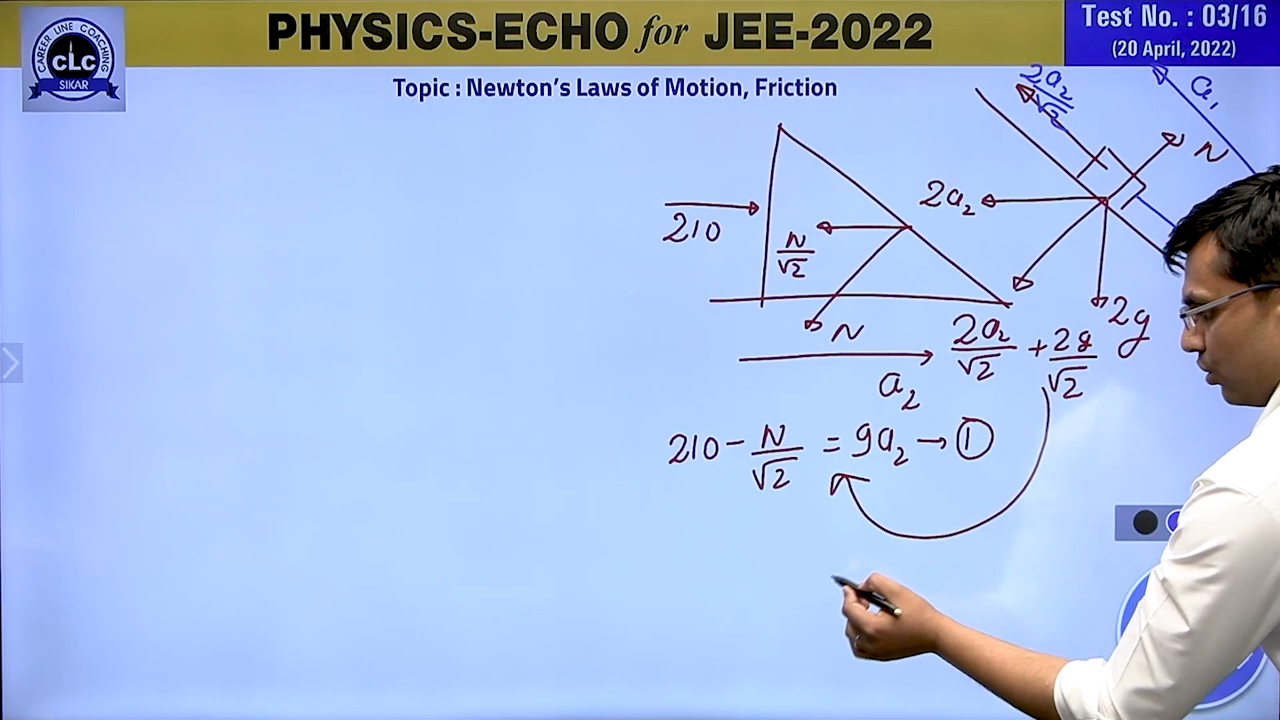 PHYSICS-ECHO for JEE-2022
Test No. : 03/16
(20 April, 2022)
CAREER LINE COACHING
CLC
SIKAR
Topic : Newton's Laws of Motion, Friction
2a₂/√2
a₁
N
2a₂
210
N/√2
2g
N
2a₂/√2 + 2g/√2
a₂
210 - N/√2 = 9a₂ → ①